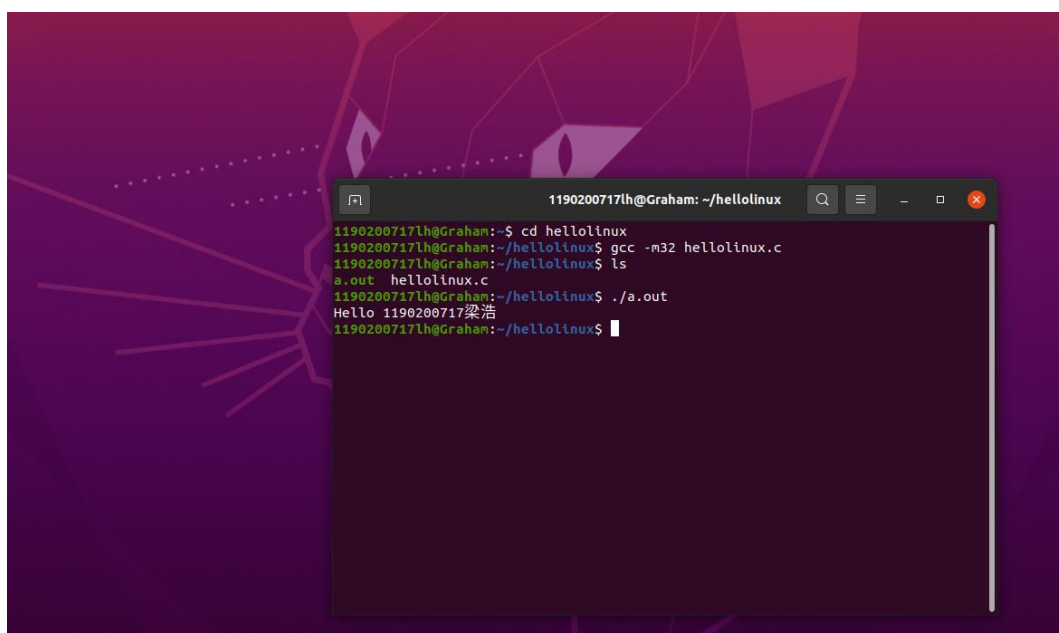 1190200717lh@Graham: ~/hellolinux
1190200717lh@Graham:~$ cd hellolinux
1190200717lh@Graham:~/hellolinux$ gcc -m32 hellolinux.c
1190200717lh@Graham:~/hellolinux$ ls
a.out  hellolinux.c
1190200717lh@Graham:~/hellolinux$ ./a.out
Hello 1190200717梁浩
1190200717lh@Graham:~/hellolinux$